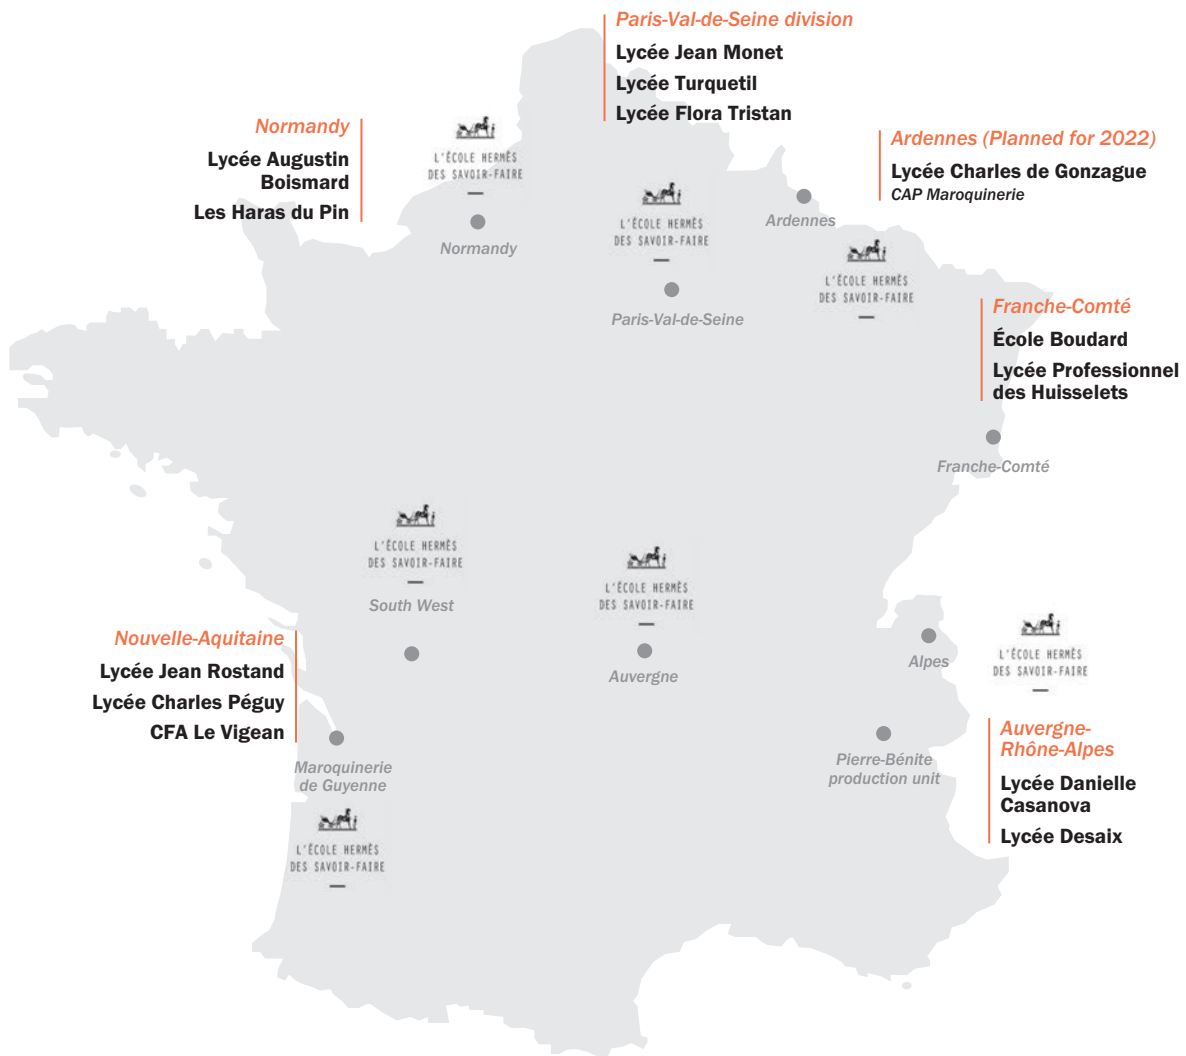 Paris-Val-de-Seine division
Lycée Jean Monet
Lycée Turquetil
Lycée Flora Tristan
Normandy
Lycée Augustin
Boismard
Les Haras du Pin
Ardennes (Planned for 2022)
Lycée Charles de Gonzague
CAP Maroquinerie
L'ÉCOLE HERMÈS
DES SAVOIR-FAIRE
Normandy
L'ÉCOLE HERMÈS
DES SAVOIR-FAIRE
Paris-Val-de-Seine
Ardennes
L'ÉCOLE HERMÈS
DES SAVOIR-FAIRE
Franche-Comté
École Boudard
Lycée Professionnel
des Huisselets
Franche-Comté
L'ÉCOLE HERMÈS
DES SAVOIR-FAIRE
South West
L'ÉCOLE HERMÈS
DES SAVOIR-FAIRE
Auvergne
Alpes
L'ÉCOLE HERMÈS
DES SAVOIR-FAIRE
Nouvelle-Aquitaine
Lycée Jean Rostand
Lycée Charles Péguy
CFA Le Vigean
Maroquinerie
de Guyenne
L'ÉCOLE HERMÈS
DES SAVOIR-FAIRE
Pierre-Bénite
production unit
Auvergne-
Rhône-Alpes
Lycée Danielle
Casanova
Lycée Desaix